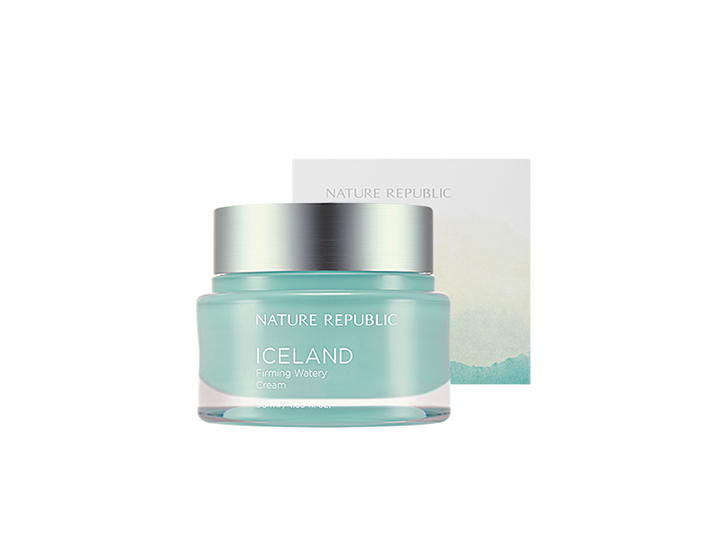 NATURE REPUBLIC
NATURE REPUBLIC
ICELAND
Firming Watery
Cream